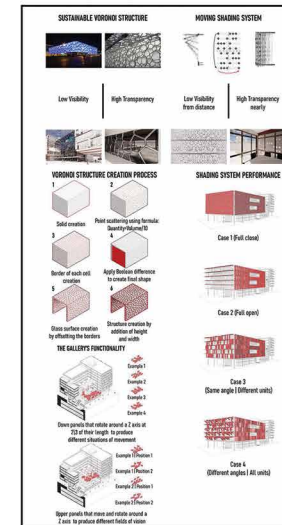 SUSTAINABLE VORONOI STRUCTURE
Low Visibility
High Transparency
MOVING SHADING SYSTEM
Low Visibility
from distance
High Transparency
nearly
VORONOI STRUCTURE CREATION PROCESS
1
Solid creation
2
Point scattering using formula:
Quantity=Volume/10
3
Border of each cell
creation
4
Apply Boolean difference
to create final shape
5
Glass surface creation
by offsetting the borders
6
Structure creation by
addition of height
and width
THE GALLERY'S FUNCTIONALITY
Example 1
Example 2
Example 3
Example 4
Down panels that rotate around a Z axis at
2\3 of their length to produce
different situations of movement
Example 1 \ Position 1
Example 1 \ Position 2
Example 2 \ Position 1
Example 2 \ Position 2
Upper panels that move and rotate around a
Z axis to produce different fields of vision
SHADING SYSTEM PERFORMANCE
Case 1 (Full close)
Case 2 (Full open)
Case 3
(Same angle | Different units)
Case 4
(Different angles | All units)